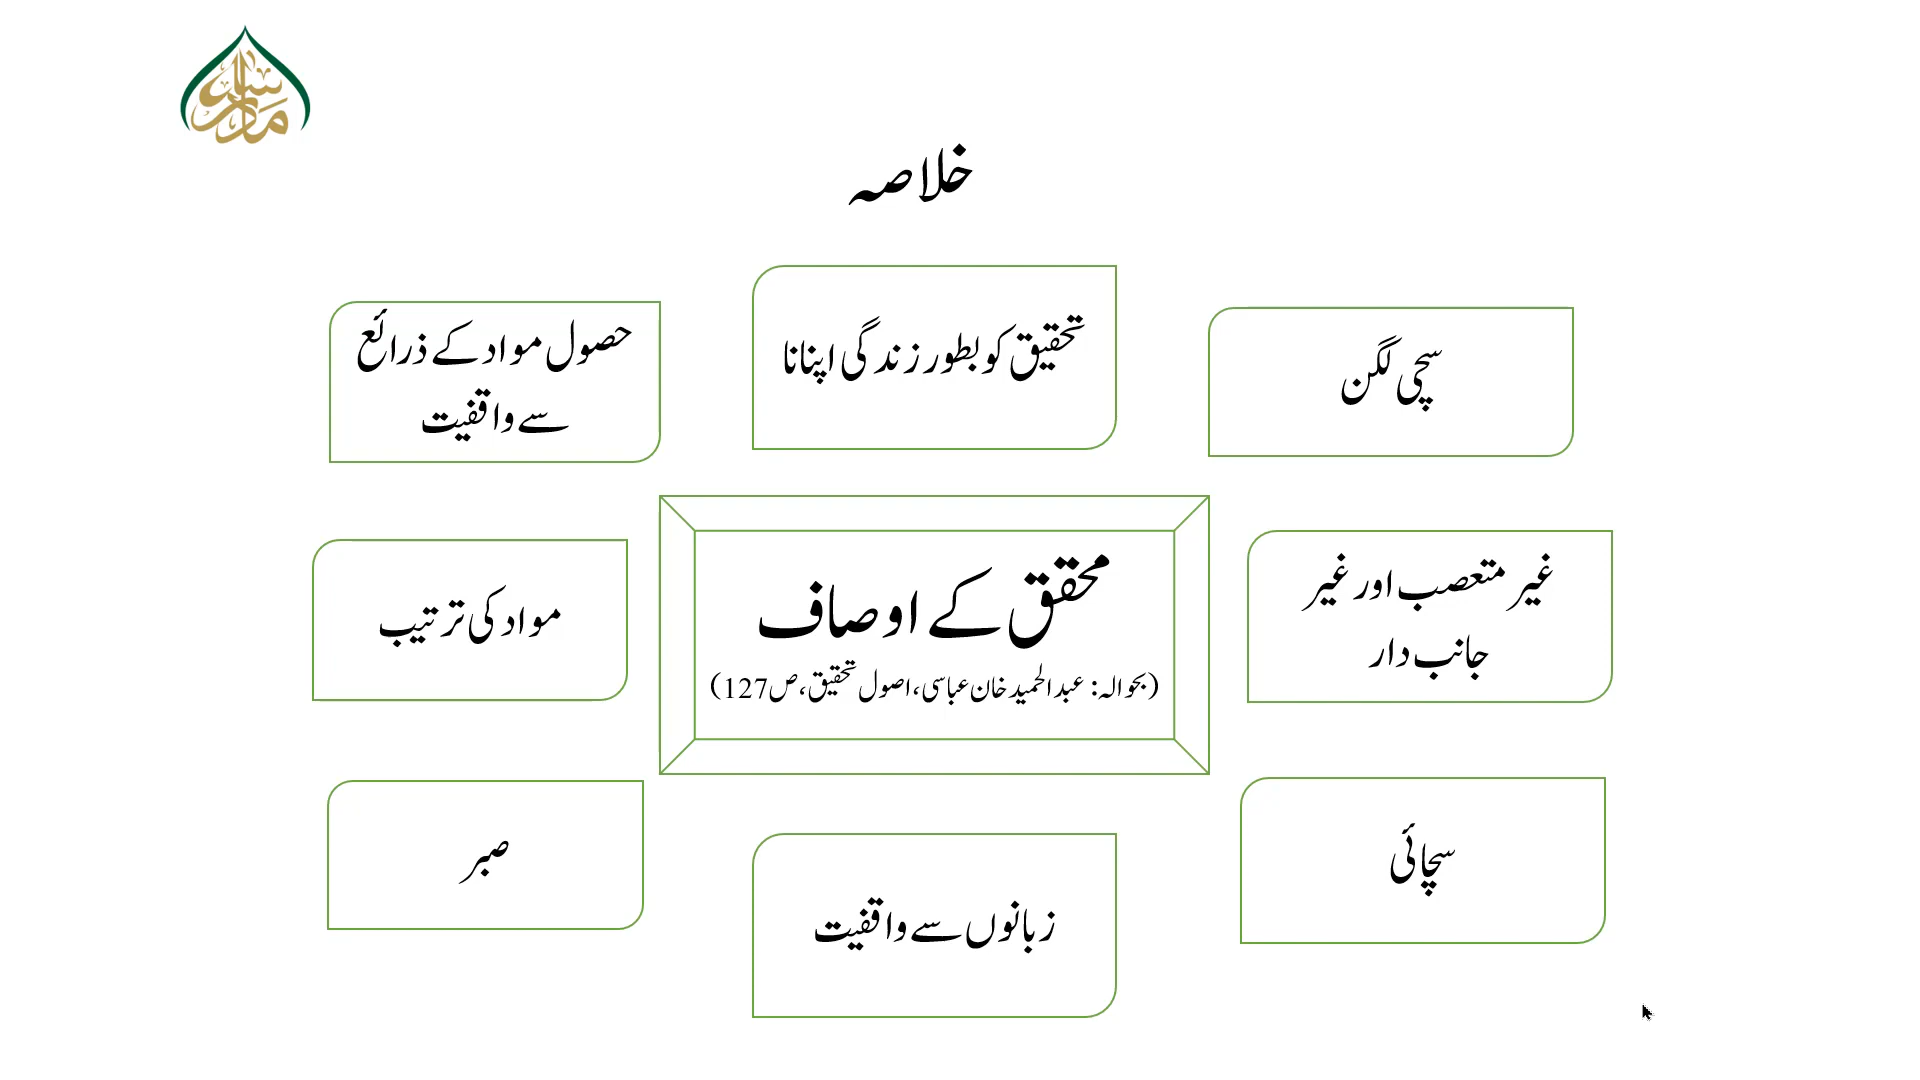 خلاصہ
سچی لگن
تحقیق کو بطور زندگی اپنانا
حصول مواد کے ذرائع
سے واقفیت
غیر متعصب اور غیر
جانب دار
محقق کے اوصاف
(بحوالہ: عبدالحمید خان عباسی، اصول تحقیق، ص127)
مواد کی ترتیب
سچائی
زبانوں سے واقفیت
صبر